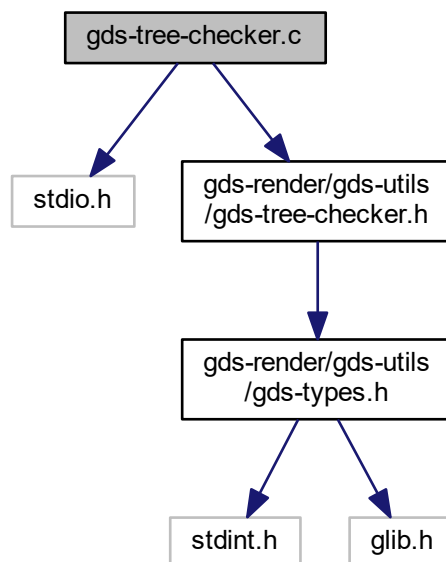 gds-tree-checker.c
stdio.h
gds-render/gds-utils
/gds-tree-checker.h
gds-render/gds-utils
/gds-types.h
stdint.h
glib.h